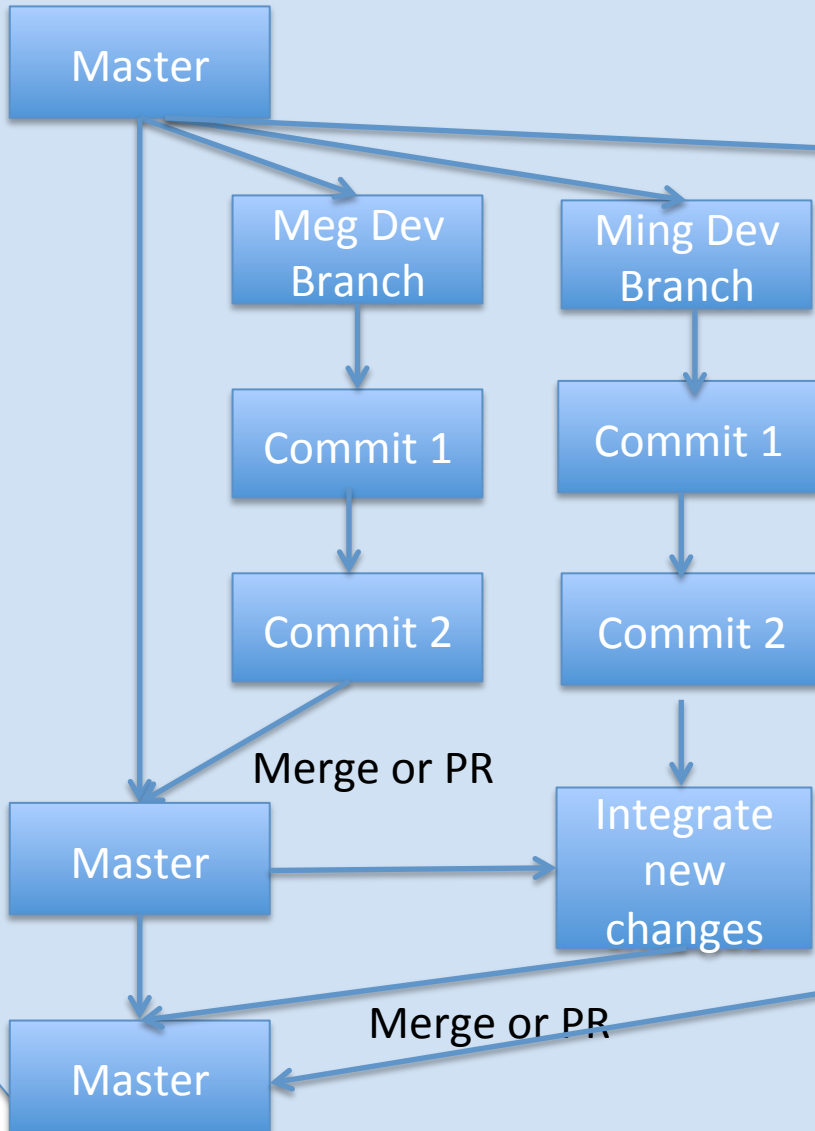 Master
Meg Dev
Branch
Ming Dev
Branch
Commit 1
Commit 1
Commit 2
Commit 2
Merge or PR
Master
Integrate
new
changes
Merge or PR
Master